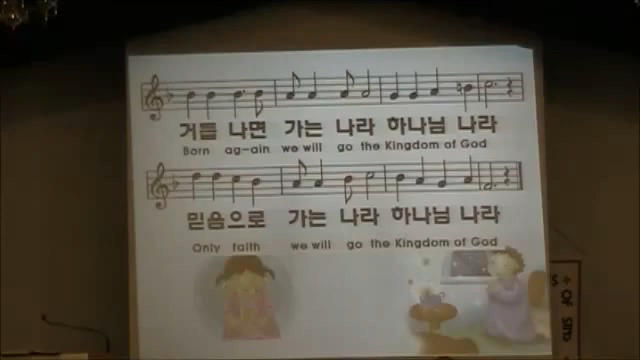 거듭 나면 가는 나라 하나님 나라
Born ag-ain we will go the Kingdom of God
믿음으로 가는 나라 하나님 나라
Only faith we will go the Kingdom of God